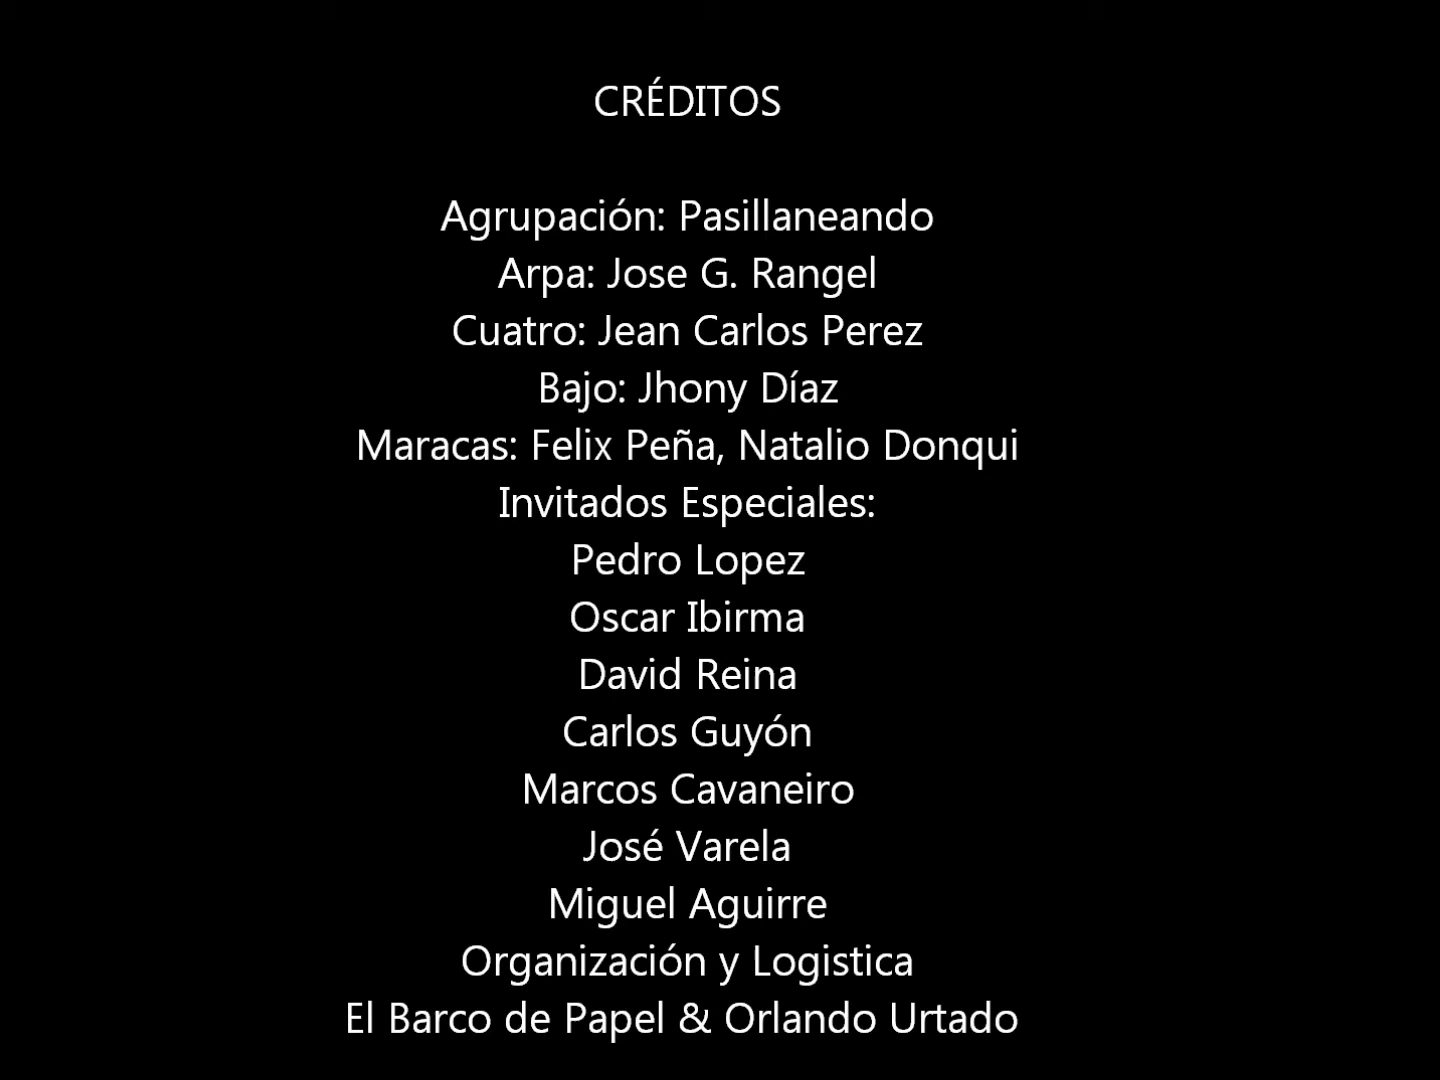 CRÉDITOS
Agrupación: Pasillaneando
Arpa: Jose G. Rangel
Cuatro: Jean Carlos Perez
Bajo: Jhony Díaz
Maracas: Felix Peña, Natalio Donqui
Invitados Especiales:
Pedro Lopez
Oscar Ibirma
David Reina
Carlos Guyón
Marcos Cavaneiro
José Varela
Miguel Aguirre
Organización y Logistica
El Barco de Papel & Orlando Urtado